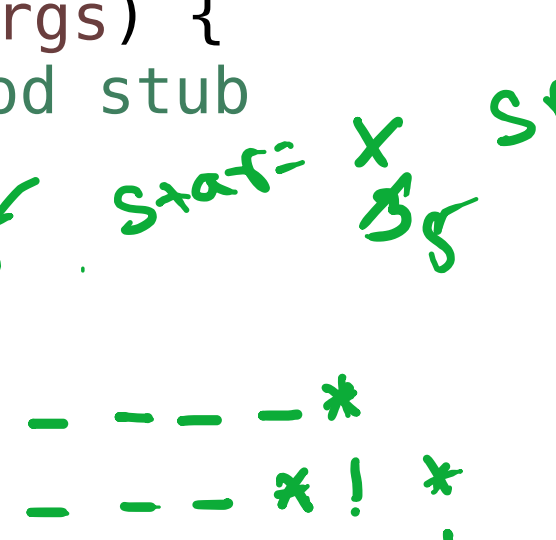 rgs) {
od stub
star= X
_ _ _ _ *
_ _ _ * ! *